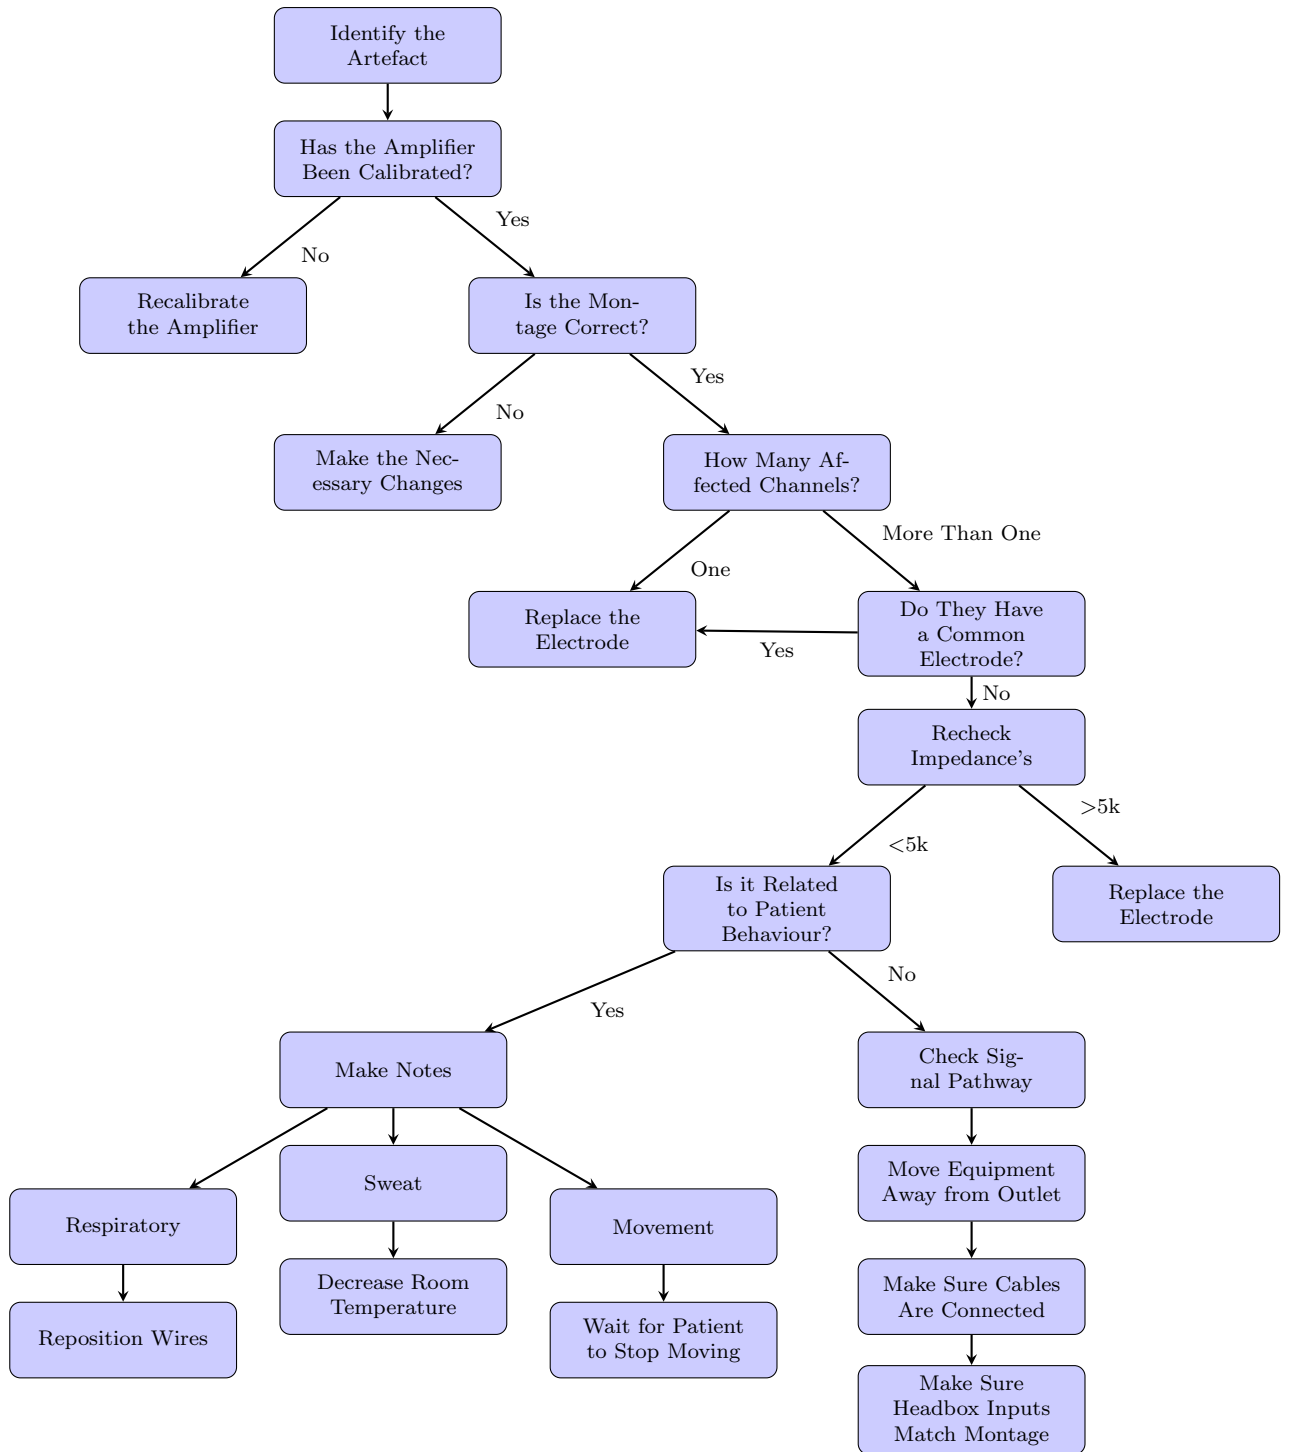 Identify the
Artefact
Has the Amplifier
Been Calibrated?
Yes
No
Recalibrate
the Amplifier
Is the Mon-
tage Correct?
Yes
No
Make the Nec-
essary Changes
How Many Af-
fected Channels?
More Than One
One
Replace the
Electrode
Do They Have
a Common
Electrode?
Yes
No
Recheck
Impedance's
>5k
<5k
Is it Related
to Patient
Behaviour?
Replace the
Electrode
No
Yes
Make Notes
Check Sig-
nal Pathway
Sweat
Move Equipment
Away from Outlet
Respiratory
Movement
Decrease Room
Temperature
Make Sure Cables
Are Connected
Reposition Wires
Wait for Patient
to Stop Moving
Make Sure
Headbox Inputs
Match Montage